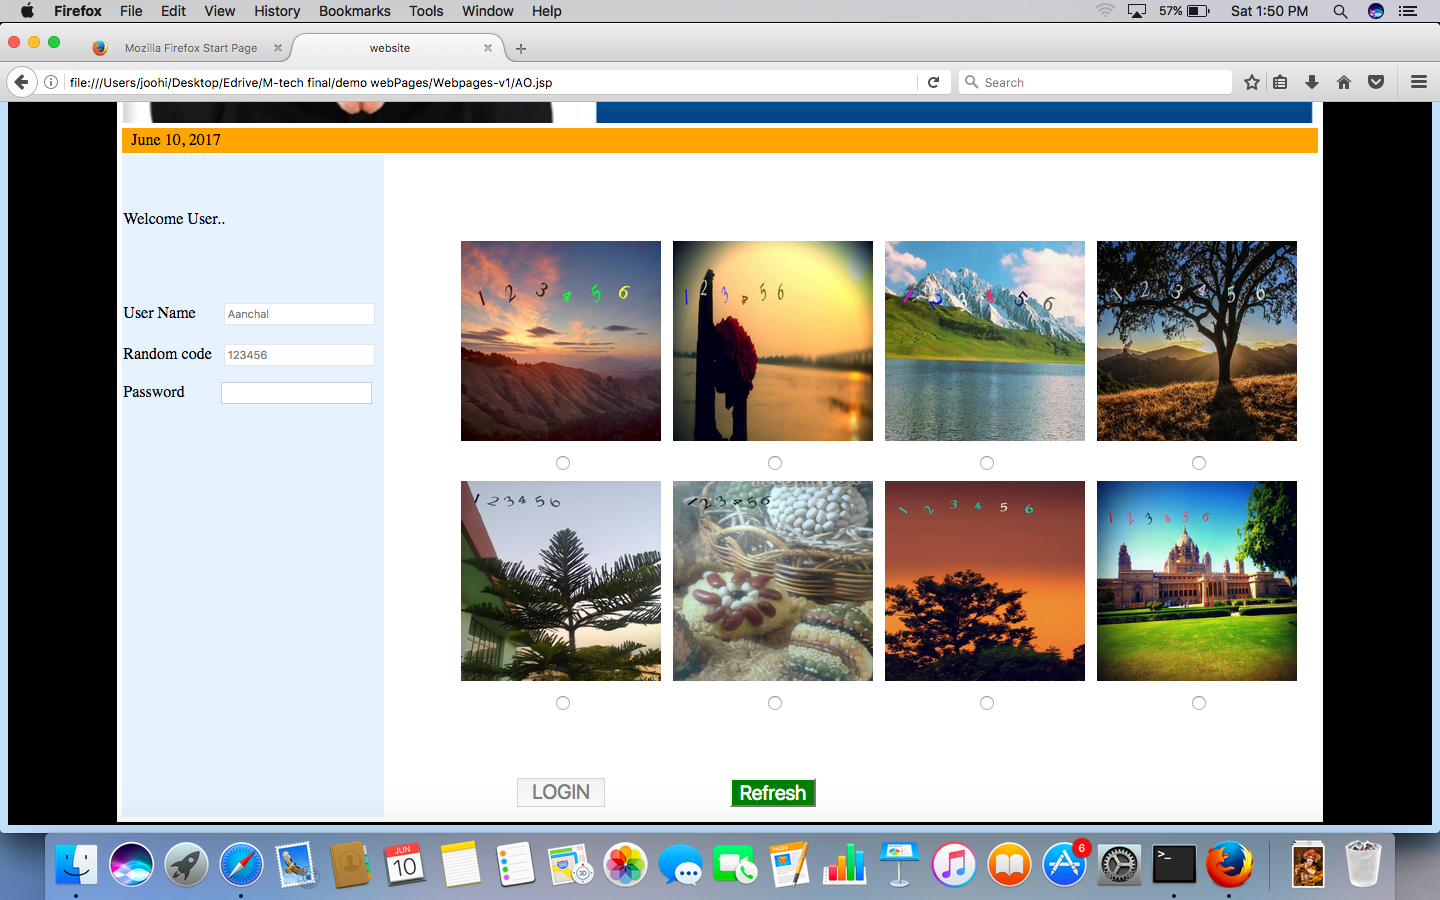 Firefox File Edit View History Bookmarks Tools Window Help 57% Sat 1:50 PM
Mozilla Firefox Start Page website
file:///Users/joohi/Desktop/Edrive/M-tech final/demo webPages/Webpages-v1/AO.jsp Search
June 10, 2017
Welcome User..
User Name Aanchal
Random code 123456
Password
1 2 3 4 5 6
1 2 3 4 5 6
1 2 3 4 5 6
1 2 3 4 5 6
1 2 3 4 5 6
1 2 3 4 5 6
1 2 3 4 5 6
1 2 3 4 5 6
LOGIN Refresh
JUN
10
PAGES
280
3D
6
>_